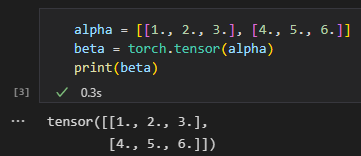 alpha = [[1., 2., 3.], [4., 5., 6.]]
beta = torch.tensor(alpha)
print(beta)
[3]
0.3s
tensor([[1., 2., 3.],
        [4., 5., 6.]])